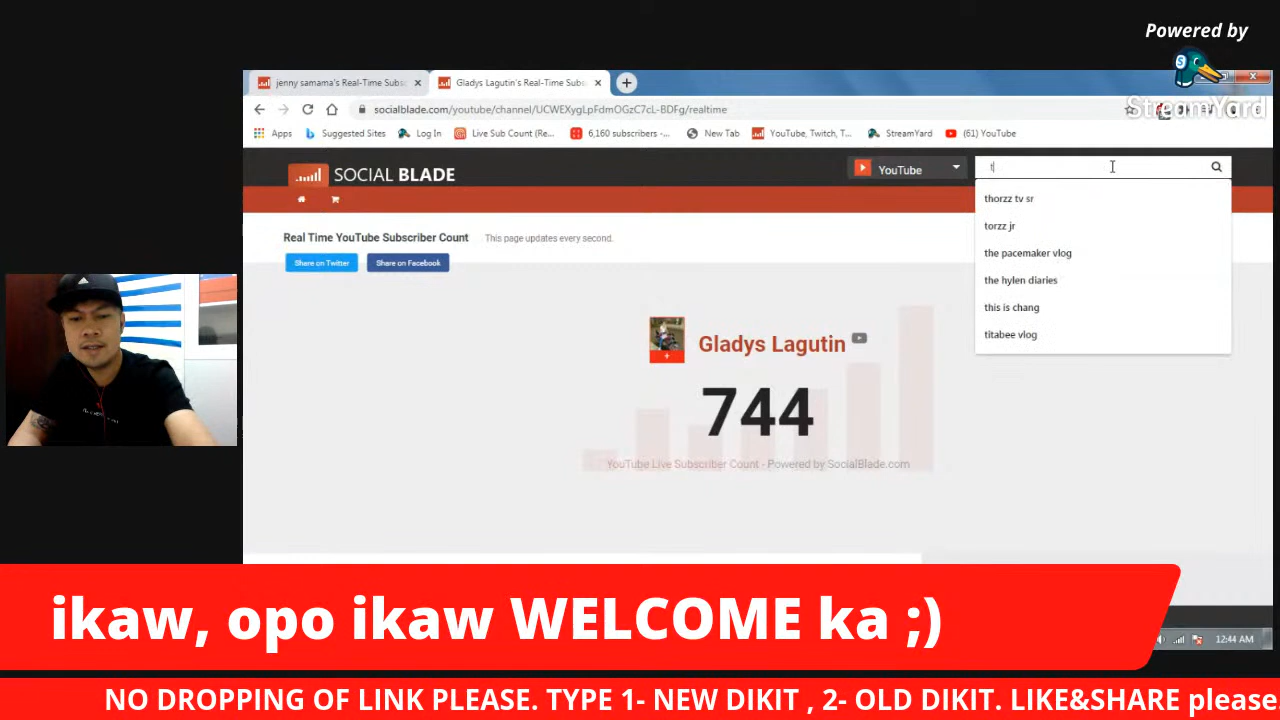 Powered by
StreamYard
jenny samama's Real-Time Subs
Gladys Lagutin's Real-Time Subs
socialblade.com/youtube/channel/UCWEXygLpFdmOGzC7cL-BDFg/realtime
Apps
Suggested Sites
Log In
Live Sub Count (Re...
6,160 subscribers -...
New Tab
YouTube, Twitch, T...
StreamYard
(61) YouTube
SOCIAL BLADE
YouTube
t
thorzz tv sr
torzz jr
the pacemaker vlog
the hylen diaries
this is chang
titabee vlog
Real Time YouTube Subscriber Count
This page updates every second.
Share on Twitter
Share on Facebook
Gladys Lagutin
744
YouTube Live Subscriber Count - Powered by SocialBlade.com
ikaw, opo ikaw WELCOME ka ;)
12:44 AM
NO DROPPING OF LINK PLEASE. TYPE 1- NEW DIKIT , 2- OLD DIKIT. LIKE&SHARE please.